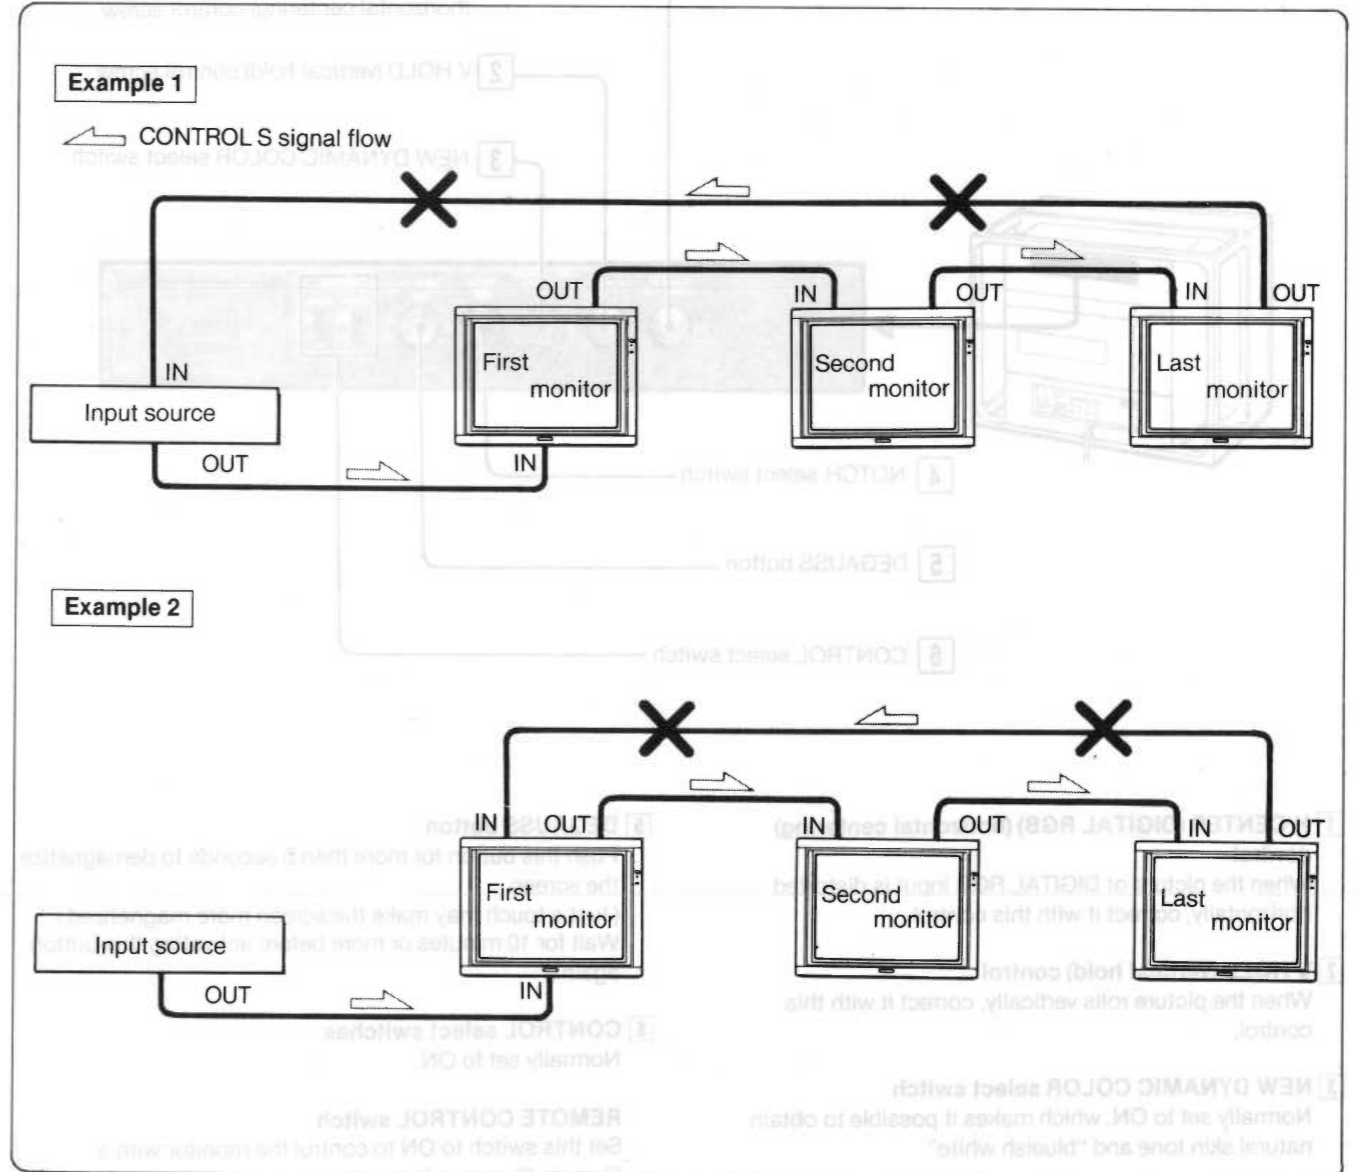 Example 1
CONTROL S signal flow
OUT
IN
OUT
IN
OUT
IN
Input source
OUT
First
monitor
IN
Second
monitor
Last
monitor
Example 2
IN
OUT
IN
OUT
IN
OUT
First
monitor
Second
monitor
Last
monitor
Input source
OUT
IN